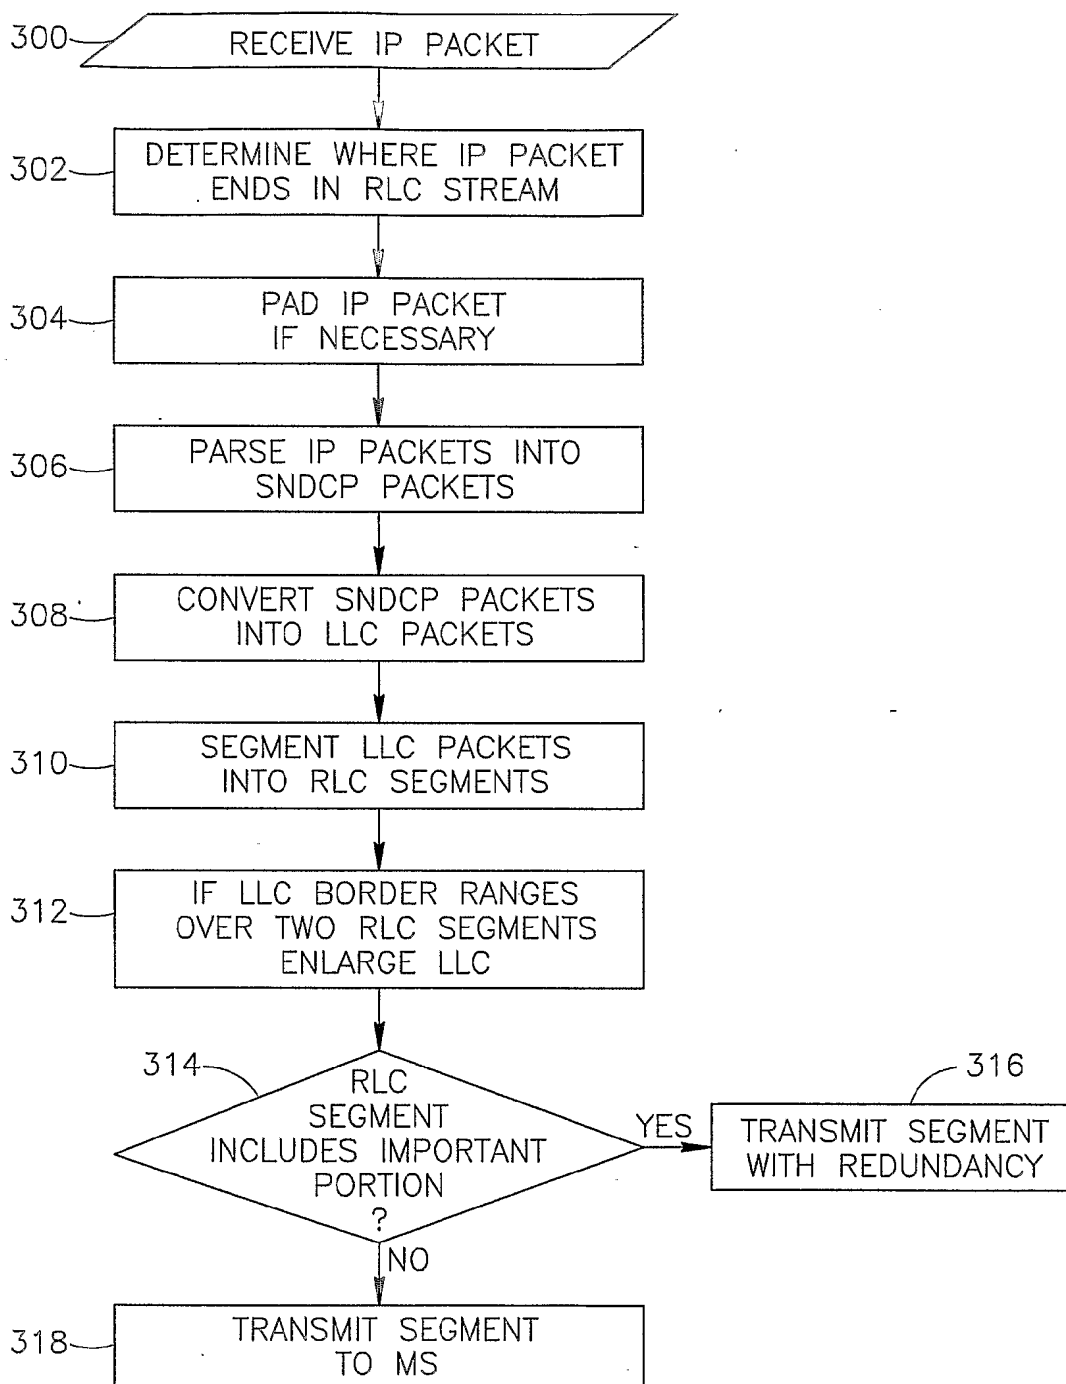 300
RECEIVE IP PACKET
302
DETERMINE WHERE IP PACKET
ENDS IN RLC STREAM
304
PAD IP PACKET
IF NECESSARY
306
PARSE IP PACKETS INTO
SNDCP PACKETS
308
CONVERT SNDCP PACKETS
INTO LLC PACKETS
310
SEGMENT LLC PACKETS
INTO RLC SEGMENTS
312
IF LLC BORDER RANGES
OVER TWO RLC SEGMENTS
ENLARGE LLC
314
RLC
SEGMENT
INCLUDES IMPORTANT
PORTION
?
YES
316
TRANSMIT SEGMENT
WITH REDUNDANCY
NO
318
TRANSMIT SEGMENT
TO MS